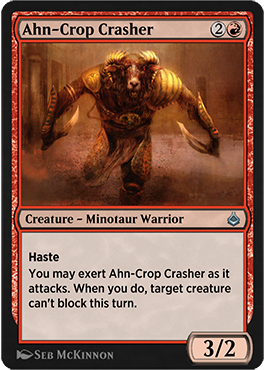 Ahn-Crop Crasher 2
Creature – Minotaur Warrior
Haste
You may exert Ahn-Crop Crasher as it
attacks. When you do, target creature
can't block this turn.
Seb McKinnon
3/2